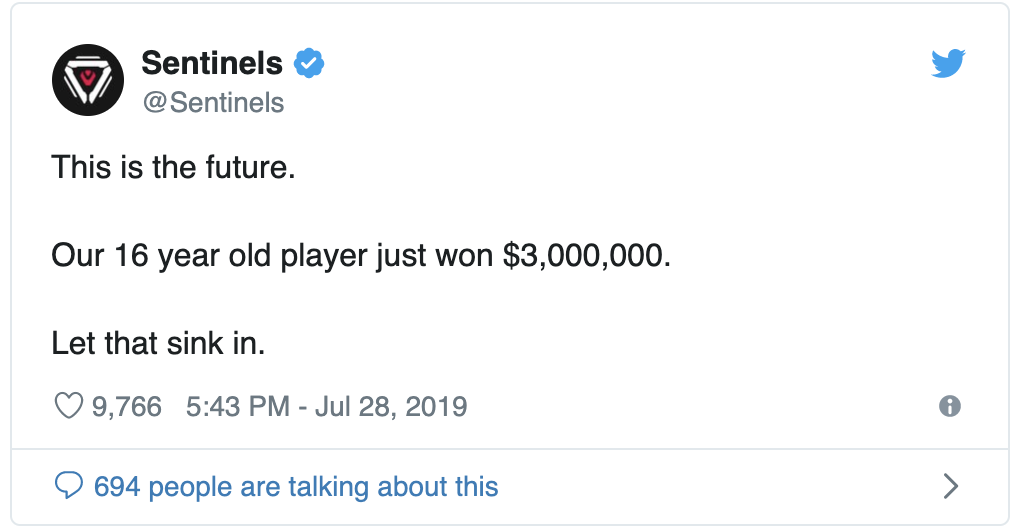 Sentinels
@Sentinels
This is the future.
Our 16 year old player just won $3,000,000.
Let that sink in.
9,766 5:43 PM - Jul 28, 2019
694 people are talking about this